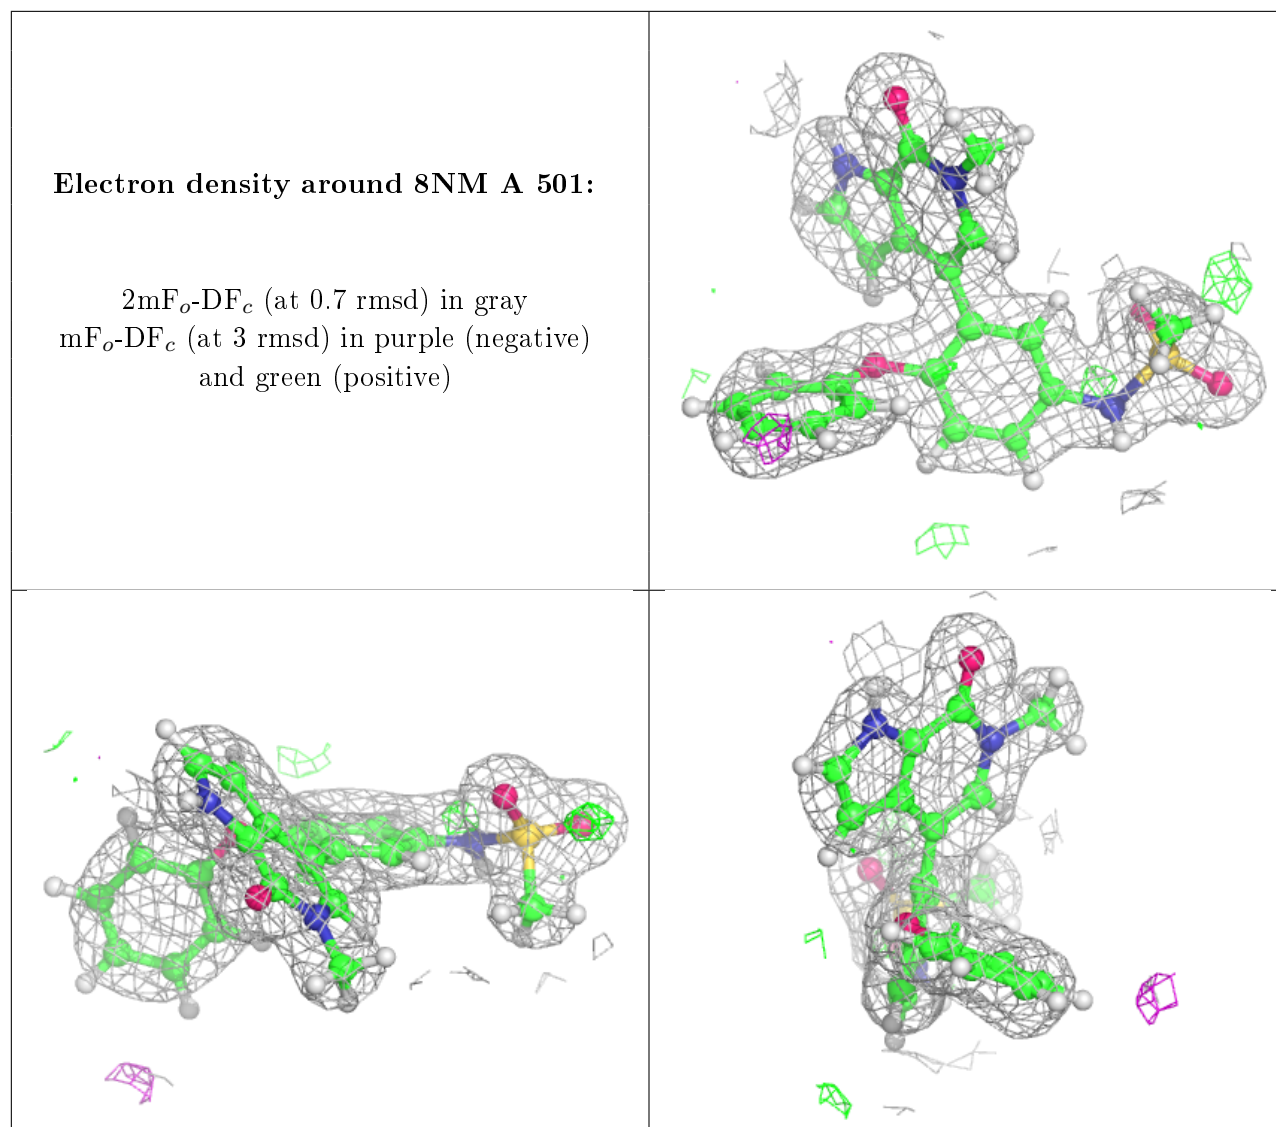 Electron density around 8NM A 501:
2mFo-DFc (at 0.7 rmsd) in gray
mFo-DFc (at 3 rmsd) in purple (negative)
and green (positive)